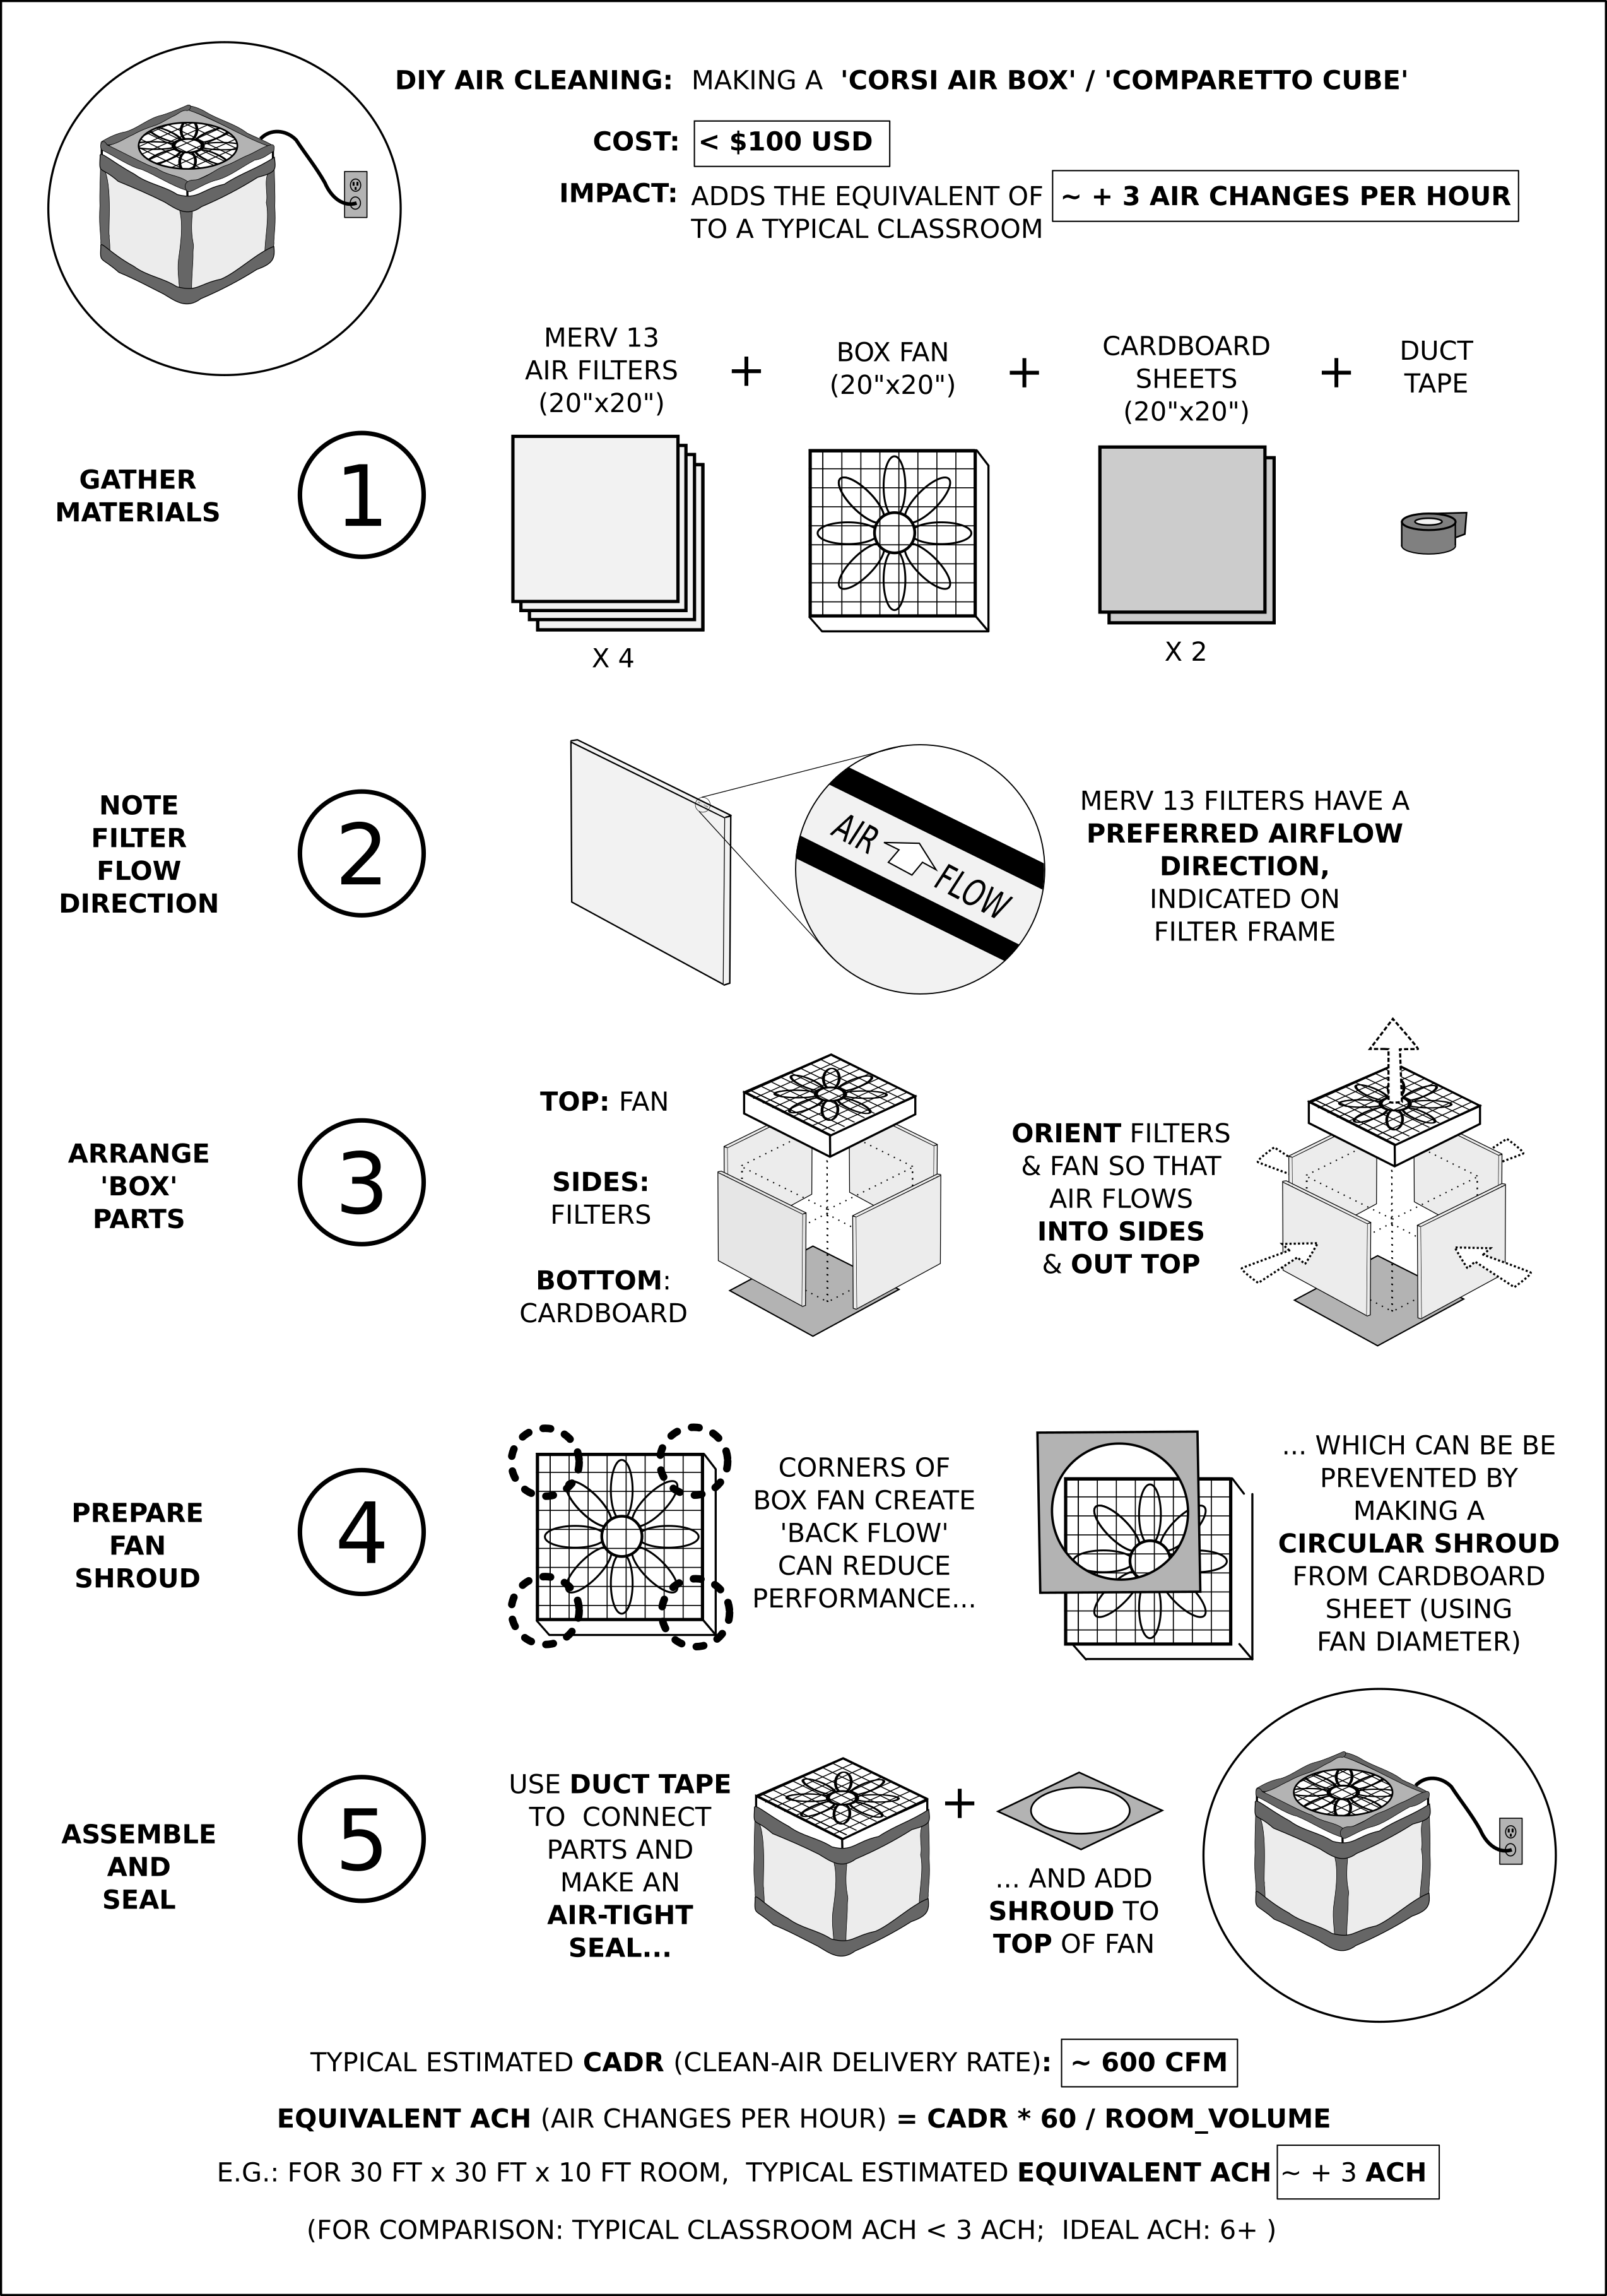 DIY AIR CLEANING: MAKING A 'CORSI AIR BOX' / 'COMPARETTO CUBE'
COST: < $100 USD
IMPACT: ADDS THE EQUIVALENT OF ~ + 3 AIR CHANGES PER HOUR
TO A TYPICAL CLASSROOM
GATHER
MATERIALS
1
MERV 13
AIR FILTERS
(20"x20")
X 4
+
BOX FAN
(20"x20")
+
CARDBOARD
SHEETS
(20"x20")
X 2
+
DUCT
TAPE
NOTE
FILTER
FLOW
DIRECTION
2
AIR FLOW
MERV 13 FILTERS HAVE A
PREFERRED AIRFLOW
DIRECTION,
INDICATED ON
FILTER FRAME
ARRANGE
'BOX'
PARTS
3
TOP: FAN
SIDES:
FILTERS
BOTTOM:
CARDBOARD
ORIENT FILTERS
& FAN SO THAT
AIR FLOWS
INTO SIDES
& OUT TOP
PREPARE
FAN
SHROUD
4
CORNERS OF
BOX FAN CREATE
'BACK FLOW'
CAN REDUCE
PERFORMANCE...
... WHICH CAN BE BE
PREVENTED BY
MAKING A
CIRCULAR SHROUD
FROM CARDBOARD
SHEET (USING
FAN DIAMETER)
ASSEMBLE
AND
SEAL
5
USE DUCT TAPE
TO CONNECT
PARTS AND
MAKE AN
AIR-TIGHT
SEAL...
+
... AND ADD
SHROUD TO
TOP OF FAN
TYPICAL ESTIMATED CADR (CLEAN-AIR DELIVERY RATE): ~ 600 CFM
EQUIVALENT ACH (AIR CHANGES PER HOUR) = CADR * 60 / ROOM_VOLUME
E.G.: FOR 30 FT x 30 FT x 10 FT ROOM, TYPICAL ESTIMATED EQUIVALENT ACH ~ + 3 ACH
(FOR COMPARISON: TYPICAL CLASSROOM ACH < 3 ACH; IDEAL ACH: 6+ )